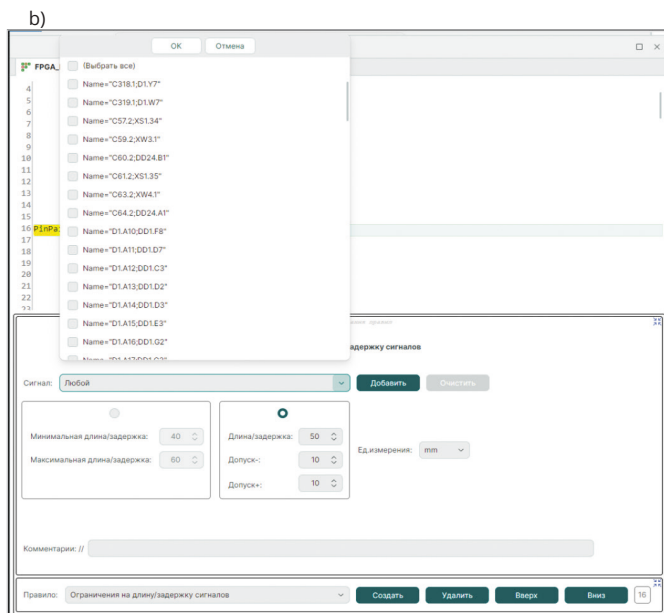 b)
OK Отмена
FPGA_
(Выбрать все)
4
Name="C318.1;D1.Y7"
5
Name="C319.1;D1.W7"
6
7
Name="C57.2;XS1.34"
8
Name="C59.2;XW3.1"
9
10
Name="C60.2;DD24.B1"
11
Name="C61.2;XS1.35"
12
Name="C63.2;XW4.1"
13
14
Name="C64.2;DD24.A1"
15
16 PinPa
Name="D1.A10;DD1.F8"
17
Name="D1.A11;DD1.D7"
18
Name="D1.A12;DD1.C3"
19
20
Name="D1.A13;DD1.D2"
21
Name="D1.A14;DD1.D3"
22
Name="D1.A15;DD1.E3"
23
Name="D1.A16;DD1.G2"
адержку сигналов
Сигнал: Любой Добавить Очистить
Минимальная длина/задержка: 40
Максимальная длина/задержка: 60
Длина/задержка: 50
Допуск-: 10
Допуск+: 10
Ед.измерения: mm
Комментарии: //
Правило: Ограничения на длину/задержку сигналов Создать Удалить Вверх Вниз 16